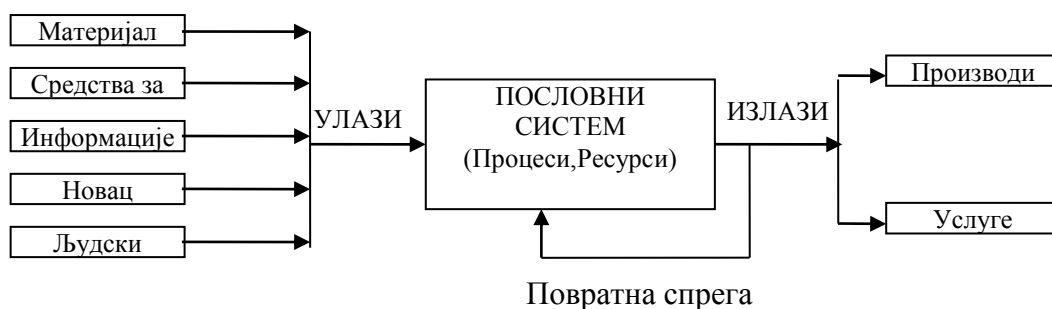 Материјал
Средства за
Информације
Новац
Људски
УЛАЗИ
ПОСЛОВНИ
СИСТЕМ
(Процеси,Ресурси)
ИЗЛАЗИ
Производи
Услуге
Повратна спрега